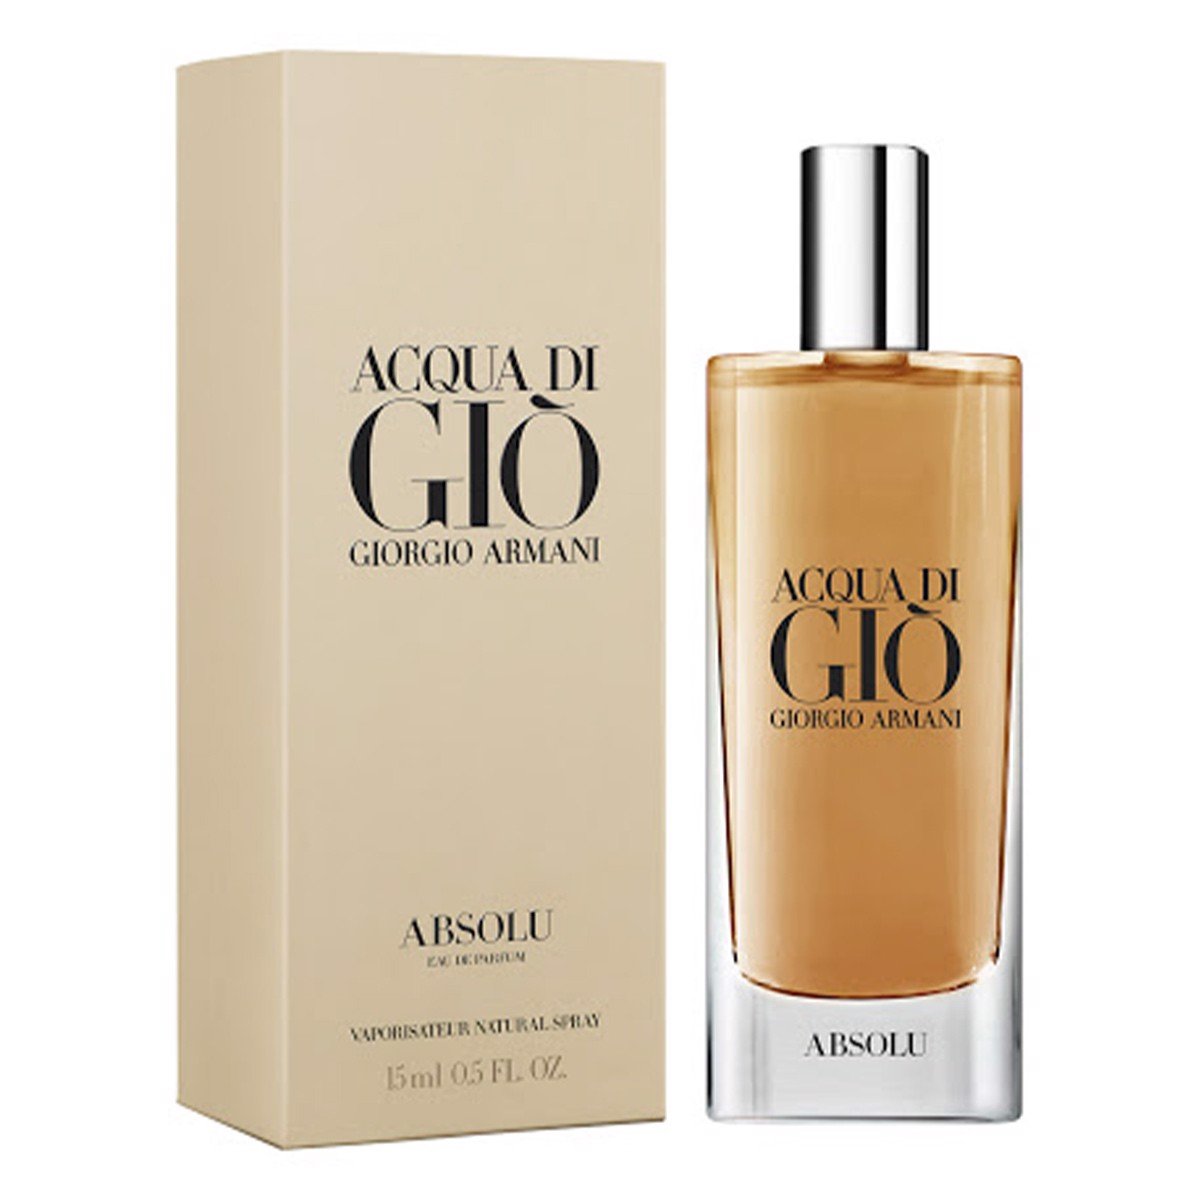 ACQUA DI
GIÒ
GIORGIO ARMANI
ABSOLU
EAU DE PARFUM
VAPORISATEUR NATURAL SPRAY
15 ml 0.5 FL. OZ.
ACQUA DI
GIÒ
GIORGIO ARMANI
ABSOLU